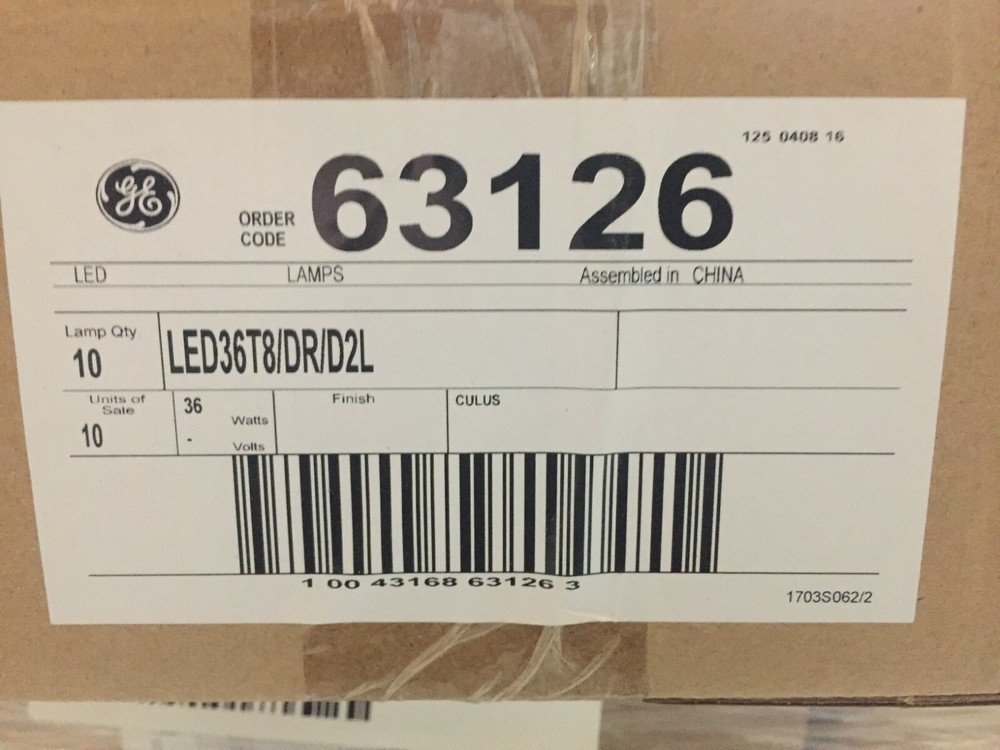 125 0408 16
GE
ORDER CODE 63126
LED LAMPS Assembled in CHINA
Lamp Qty
10
LED36T8/DR/D2L
Units of
Sale
10
36
Watts
-
Volts
Finish
CULUS
1 00 43168 63126 3
1703S062/2